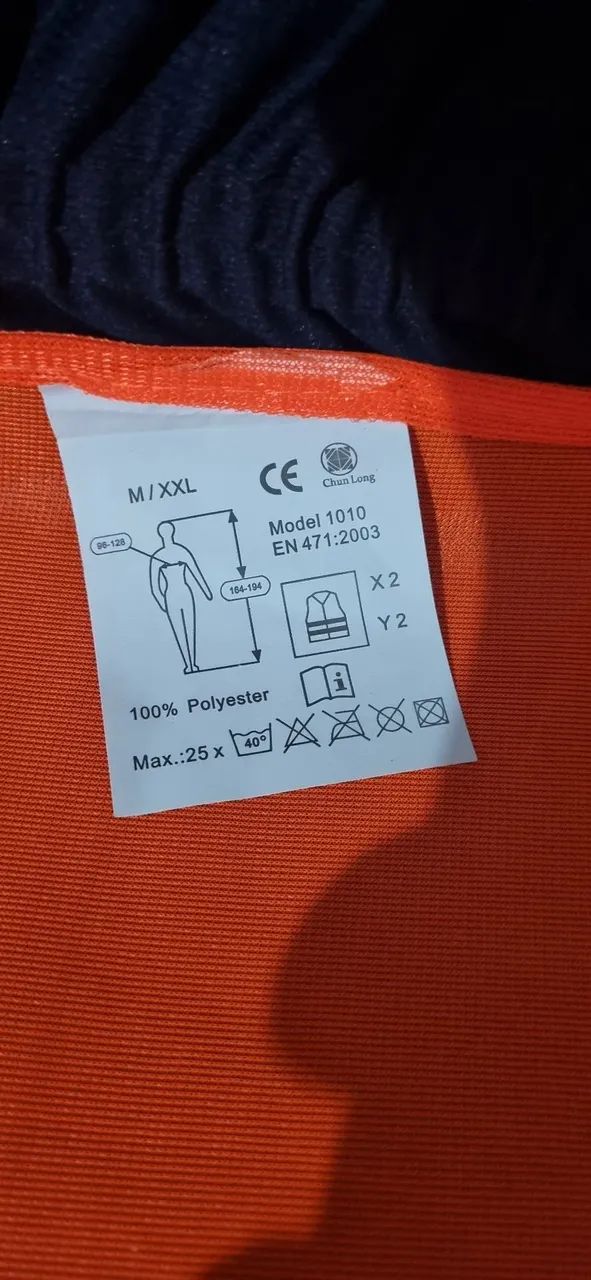 M / XXL
CE
Chun Long
Model 1010
EN 471:2003
96-128
164-194
X 2
Y 2
i
100% Polyester
Max.:25 x
40°